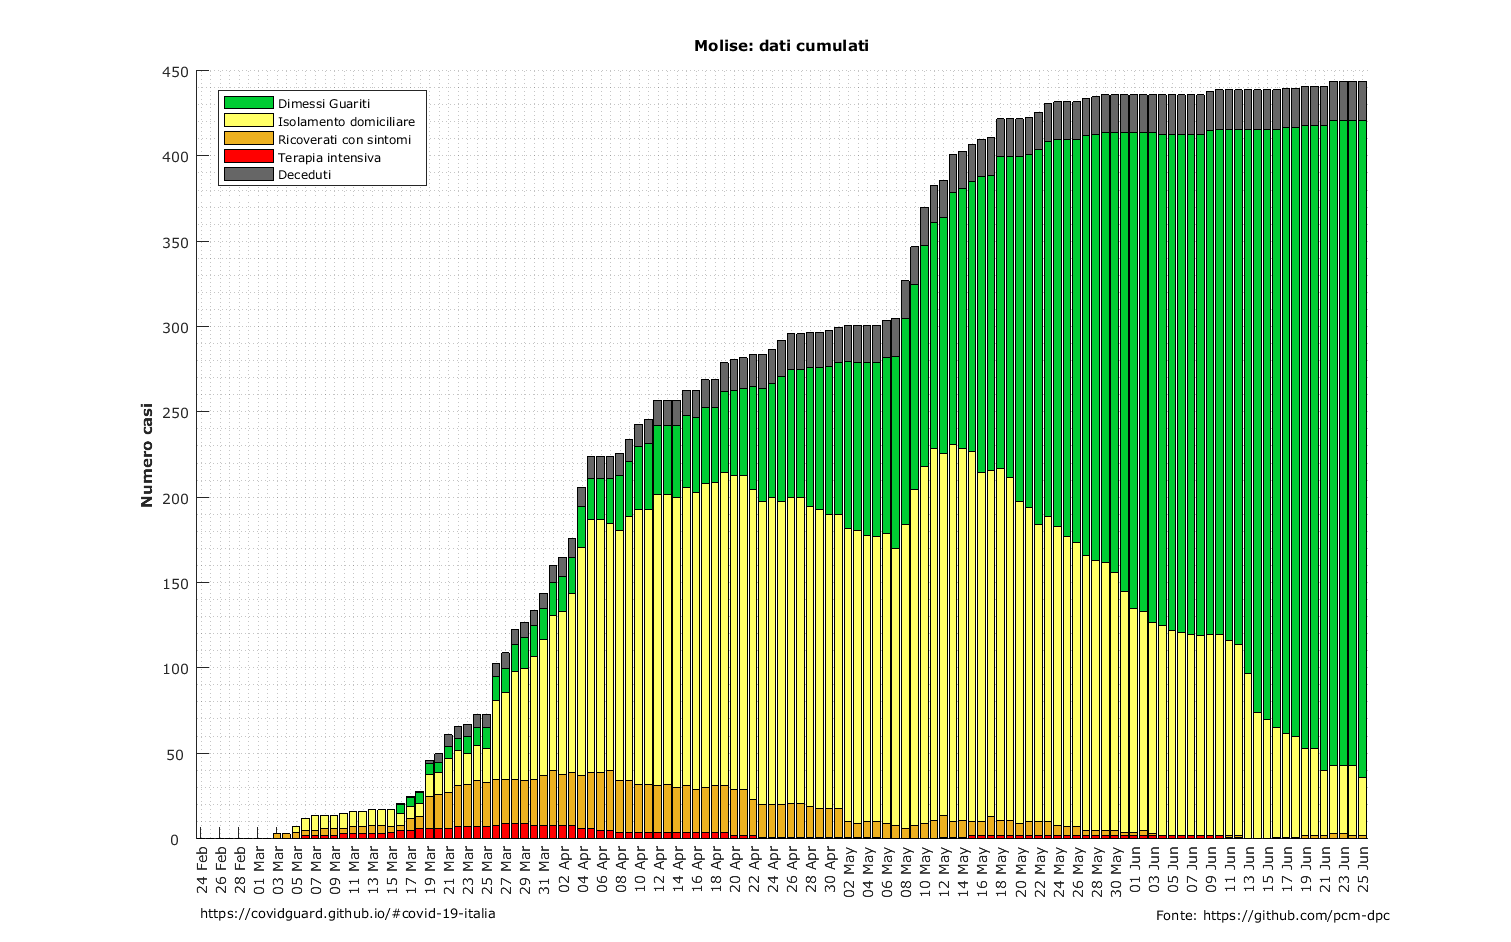 Molise: dati cumulati
450
400
350
300
250
200
150
100
50
0
Numero casi
Dimessi Guariti
Isolamento domiciliare
Ricoverati con sintomi
Terapia intensiva
Deceduti
24 Feb
26 Feb
28 Feb
01 Mar
03 Mar
05 Mar
07 Mar
09 Mar
11 Mar
13 Mar
15 Mar
17 Mar
19 Mar
21 Mar
23 Mar
25 Mar
27 Mar
29 Mar
31 Mar
02 Apr
04 Apr
06 Apr
08 Apr
10 Apr
12 Apr
14 Apr
16 Apr
18 Apr
20 Apr
22 Apr
24 Apr
26 Apr
28 Apr
30 Apr
02 May
04 May
06 May
08 May
10 May
12 May
14 May
16 May
18 May
20 May
22 May
24 May
26 May
28 May
30 May
01 Jun
03 Jun
05 Jun
07 Jun
09 Jun
11 Jun
13 Jun
15 Jun
17 Jun
19 Jun
21 Jun
23 Jun
25 Jun
https://covidguard.github.io/#covid-19-italia
Fonte: https://github.com/pcm-dpc